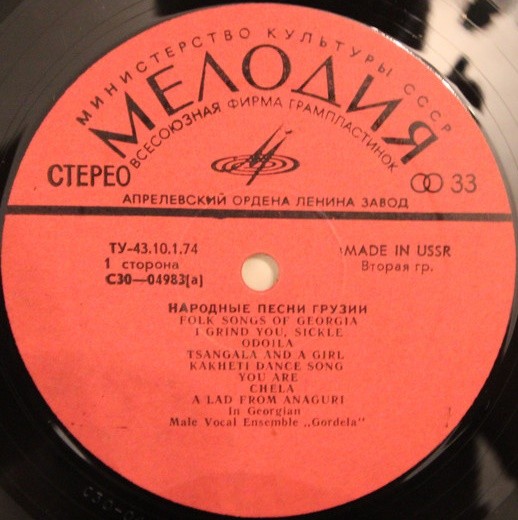 МИНИСТЕРСТВО КУЛЬТУРЫ СССР
МЕЛОДИЯ
ВСЕСОЮЗНАЯ ФИРМА ГРАМПЛАСТИНОК
СТЕРЕО
33
АПРЕЛЕВСКИЙ ОРДЕНА ЛЕНИНА ЗАВОД
ТУ-43.10.1.74
MADE IN USSR
1 сторона
Вторая гр.
С30—04983(а)
НАРОДНЫЕ ПЕСНИ ГРУЗИИ
FOLK SONGS OF GEORGIA
I GRIND YOU, SICKLE
ODOILA
TSANGALA AND A GIRL
KAKHETI DANCE SONG
YOU ARE
CHELA
A LAD FROM ANAGURI
In Georgian
Male Vocal Ensemble „Gordela"